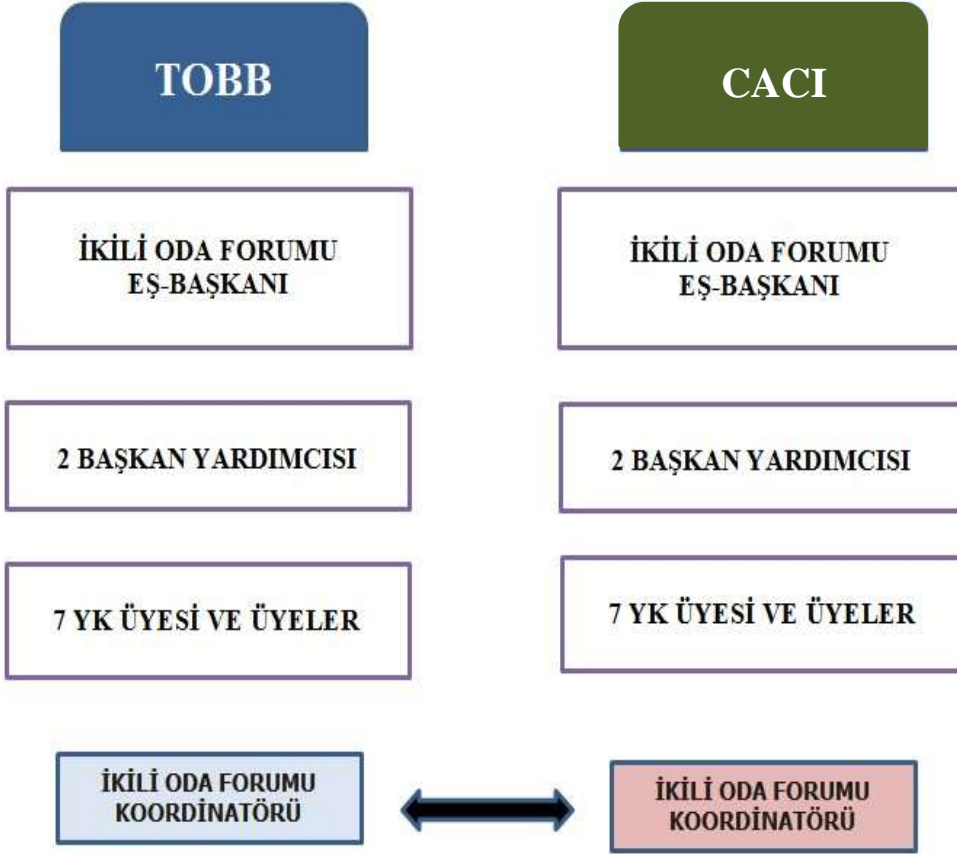 TOBB
CACI
İKİLİ ODA FORUMU
EŞ-BAŞKANI
İKİLİ ODA FORUMU
EŞ-BAŞKANI
2 BAŞKAN YARDIMCISI
2 BAŞKAN YARDIMCISI
7 YK ÜYESİ VE ÜYELER
7 YK ÜYESİ VE ÜYELER
İKİLİ ODA FORUMU
KOORDİNATÖRÜ
İKİLİ ODA FORUMU
KOORDİNATÖRÜ